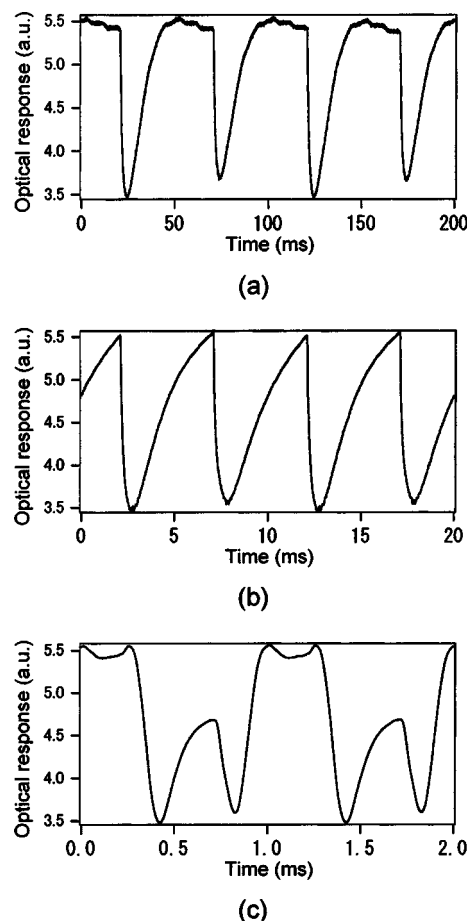 Optical response (a.u.)
5.5
5.0
4.5
4.0
3.5
0 50 100 150 200
Time (ms)
(a)
Optical response (a.u.)
5.5
5.0
4.5
4.0
3.5
0 5 10 15 20
Time (ms)
(b)
Optical response (a.u.)
5.5
5.0
4.5
4.0
3.5
0.0 0.5 1.0 1.5 2.0
Time (ms)
(c)